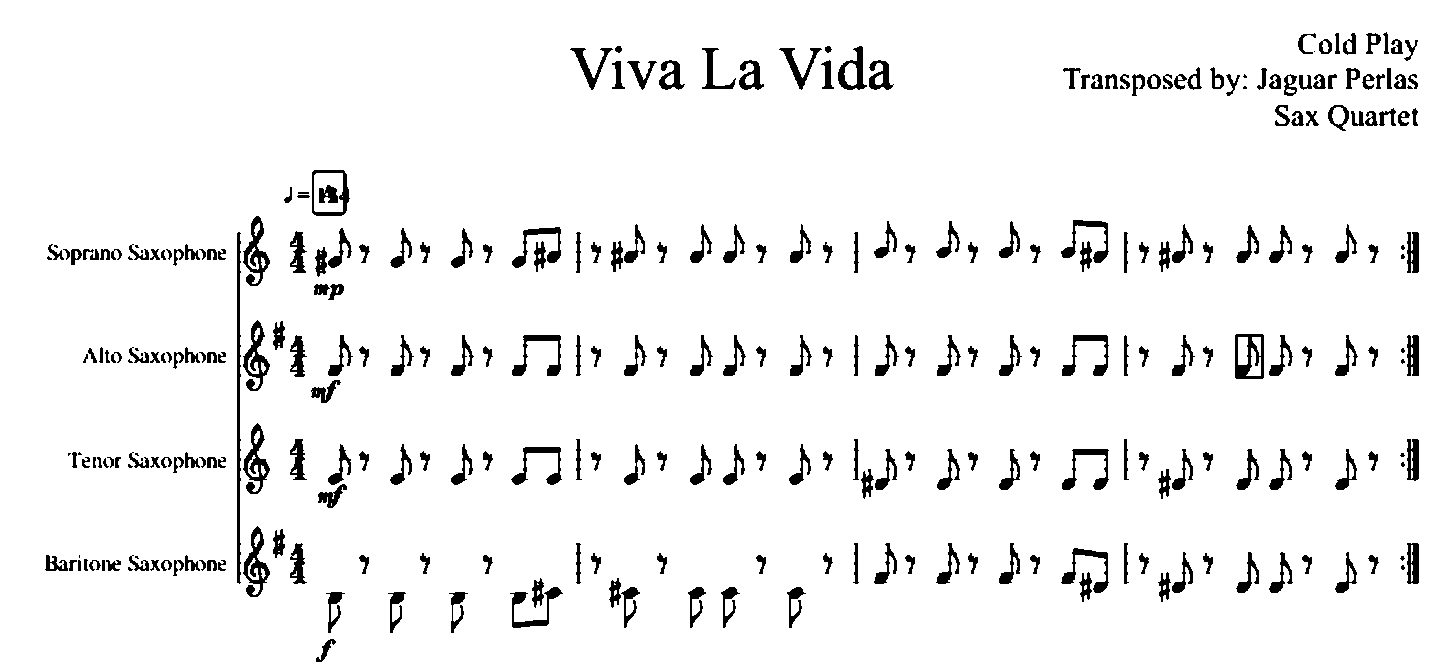 Viva La Vida
Cold Play
Transposed by: Jaguar Perlas
Sax Quartet
Soprano Saxophone
mp
Alto Saxophone
mf
Tenor Saxophone
mf
Baritone Saxophone
f